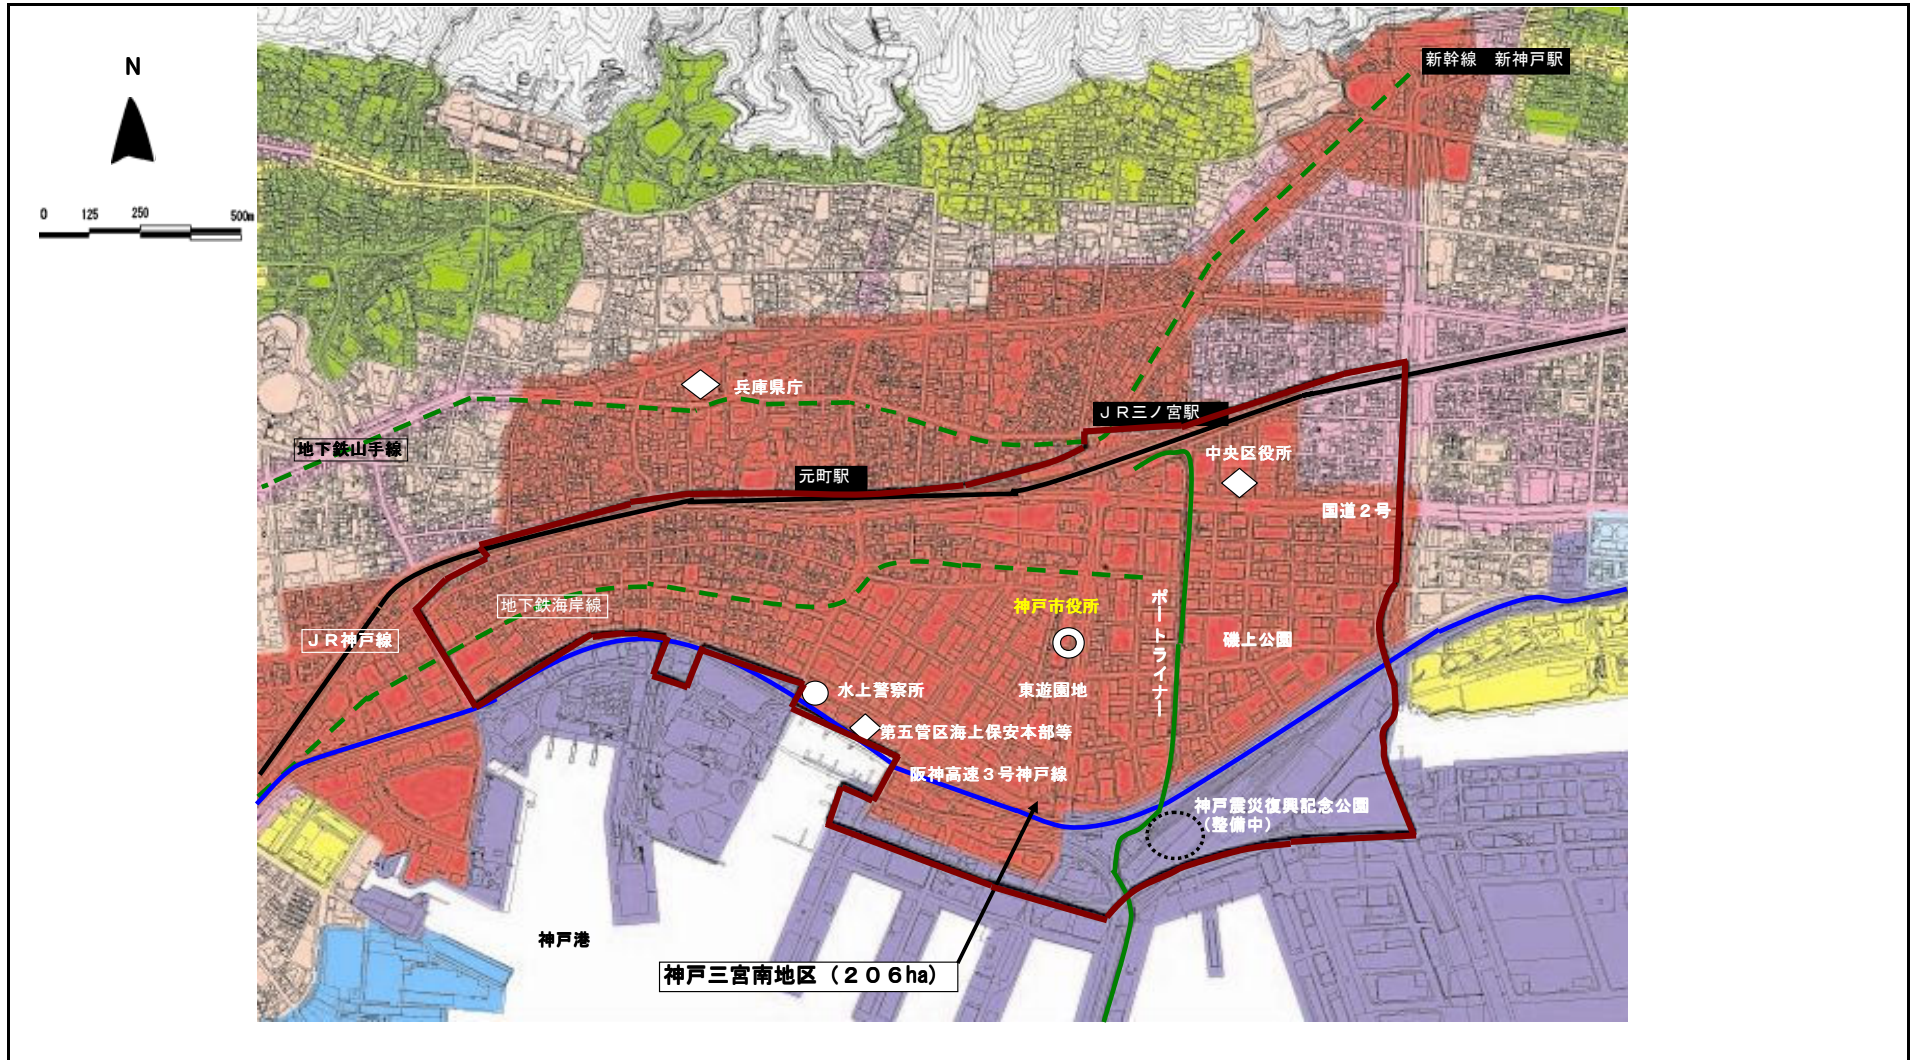 N
0 125 250 500m
新幹線 新神戸駅
兵庫県庁
ＪＲ三ノ宮駅
地下鉄山手線
元町駅
中央区役所
国道２号
地下鉄海岸線
神戸市役所
ポートライナー
ＪＲ神戸線
磯上公園
水上警察所
東遊園地
第五管区海上保安本部等
阪神高速３号神戸線
神戸震災復興記念公園
（整備中）
神戸港
神戸三宮南地区（２０６ha）